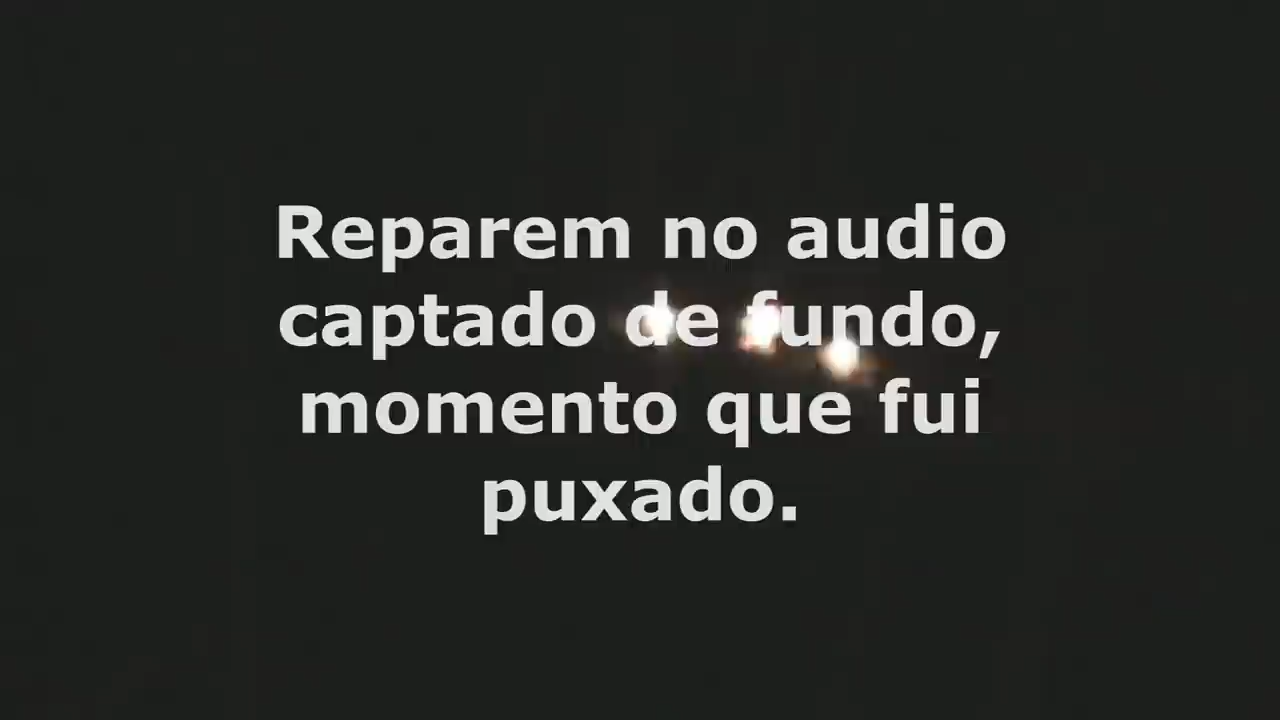 Reparem no audio
captado de fundo,
momento que fui
puxado.